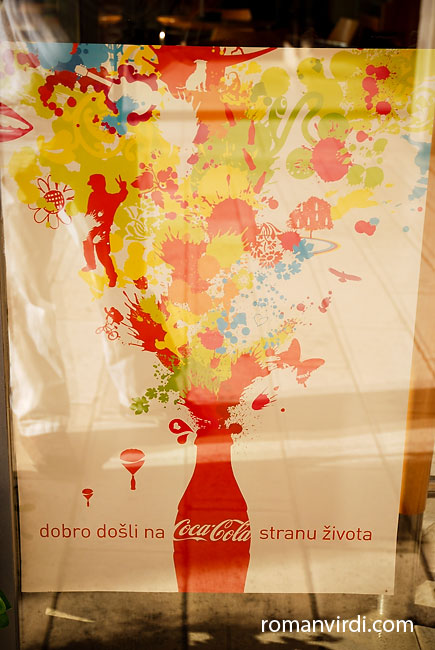 dobro došli na Coca-Cola stranu života
romanvirdi.com